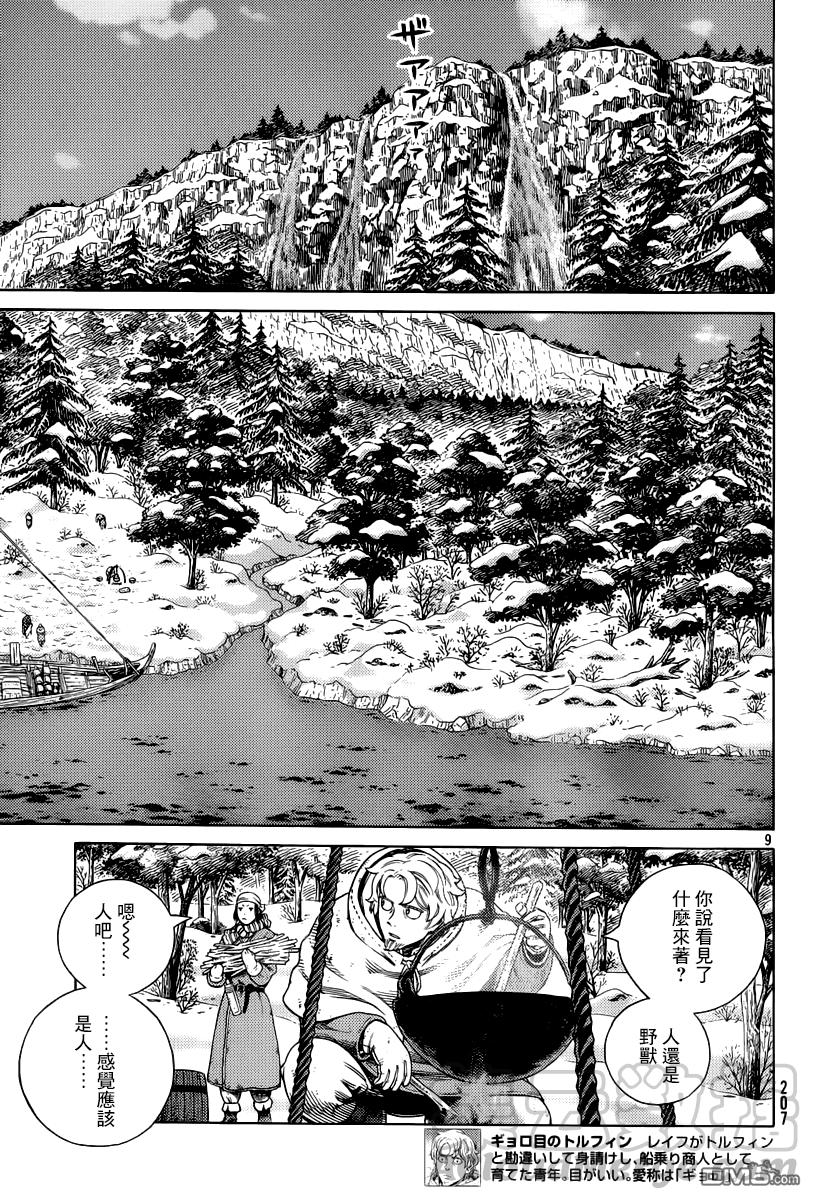 ザアアアァ
9
你說看見了
什麼來著？
人還是
野獸
嗯～
人吧……
……感覺應該
是人……
207
ギョロ目のトルフィン　レイフがトルフィン
と勘違いして身請けし、船乗り商人として
育てた青年。目がいい。愛称は「ギョロ